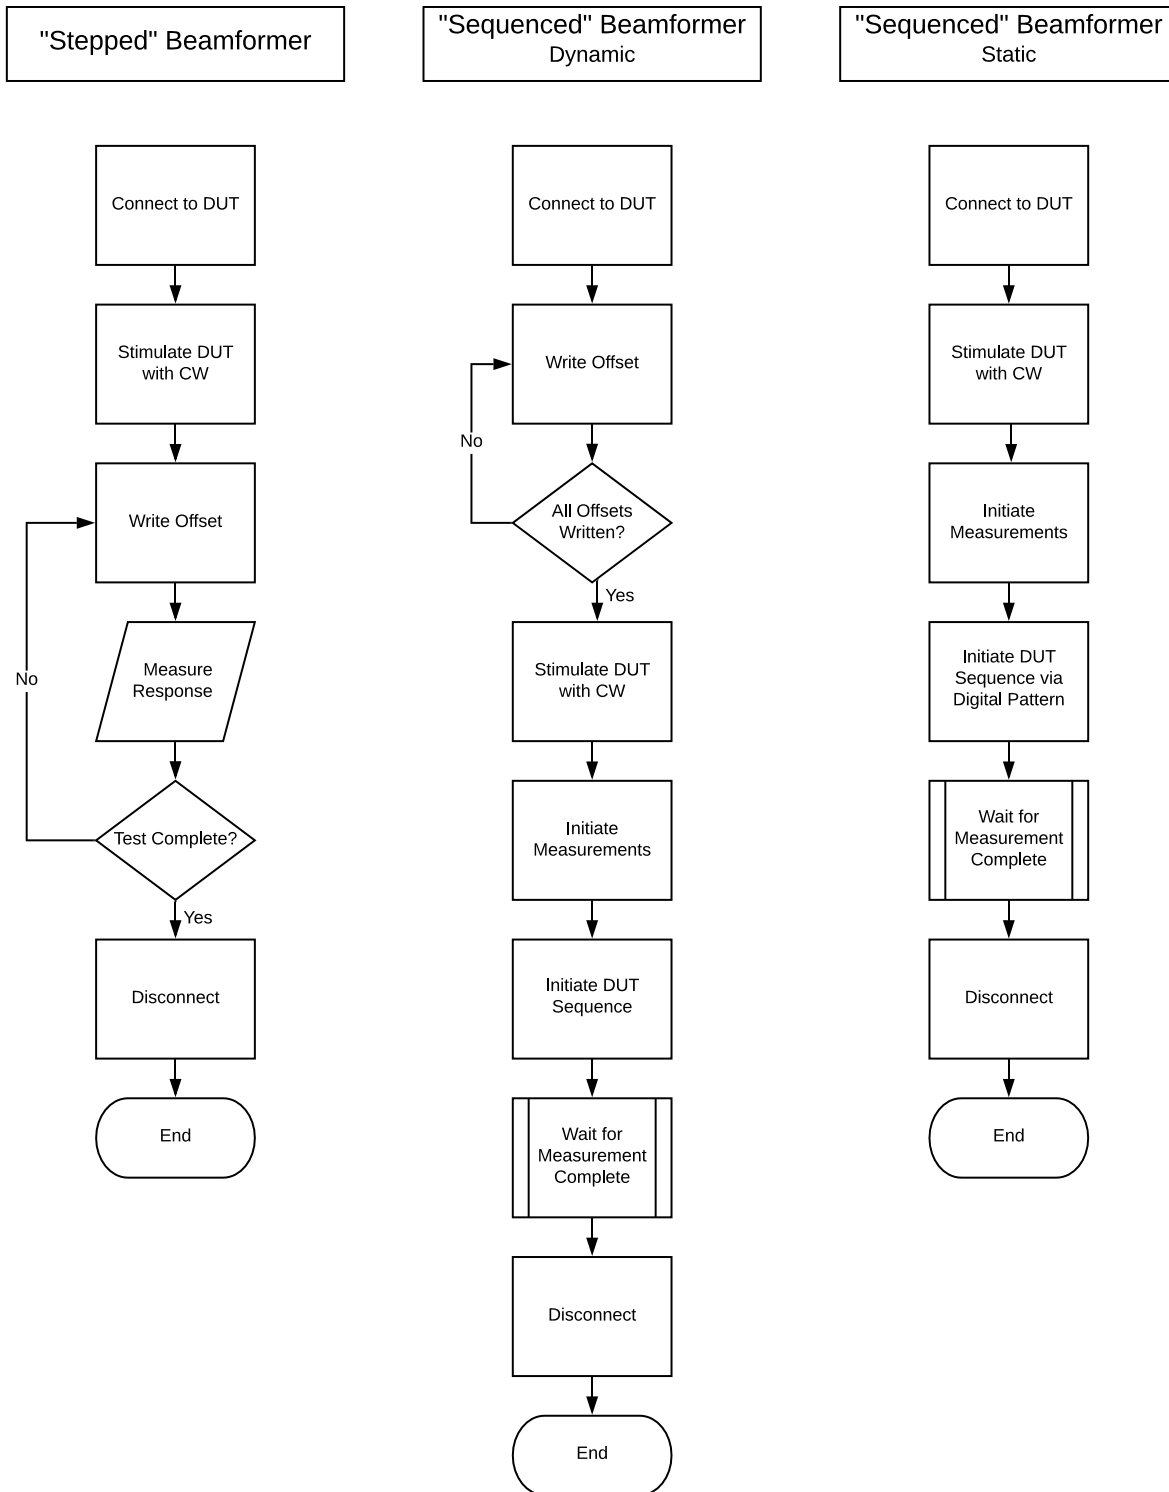 "Stepped" Beamformer
Connect to DUT
Stimulate DUT
with CW
Write Offset
No
Measure
Response
Test Complete?
Yes
Disconnect
End
"Sequenced" Beamformer
Dynamic
Connect to DUT
Write Offset
No
All Offsets
Written?
Yes
Stimulate DUT
with CW
Initiate
Measurements
Initiate DUT
Sequence
Wait for
Measurement
Complete
Disconnect
End
"Sequenced" Beamformer
Static
Connect to DUT
Stimulate DUT
with CW
Initiate
Measurements
Initiate DUT
Sequence via
Digital Pattern
Wait for
Measurement
Complete
Disconnect
End